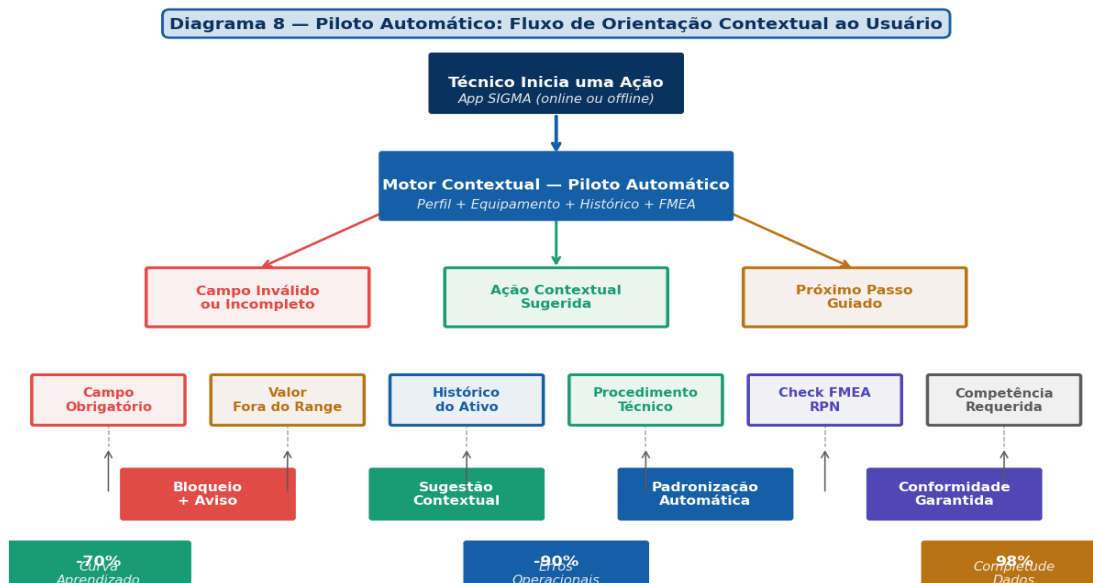 Diagrama 8 — Piloto Automático: Fluxo de Orientação Contextual ao Usuário
Técnico Inicia uma Ação
App SIGMA (online ou offline)
Motor Contextual — Piloto Automático
Perfil + Equipamento + Histórico + FMEA
Campo Inválido
ou Incompleto
Ação Contextual
Sugerida
Próximo Passo
Guiado
Campo
Obrigatório
Valor
Fora do Range
Histórico
do Ativo
Procedimento
Técnico
Check FMEA
RPN
Competência
Requerida
Bloqueio
+ Aviso
Sugestão
Contextual
Padronização
Automática
Conformidade
Garantida
-70%
Curva
Aprendizado
-90%
Erros
Operacionais
98%
Completude
Dados